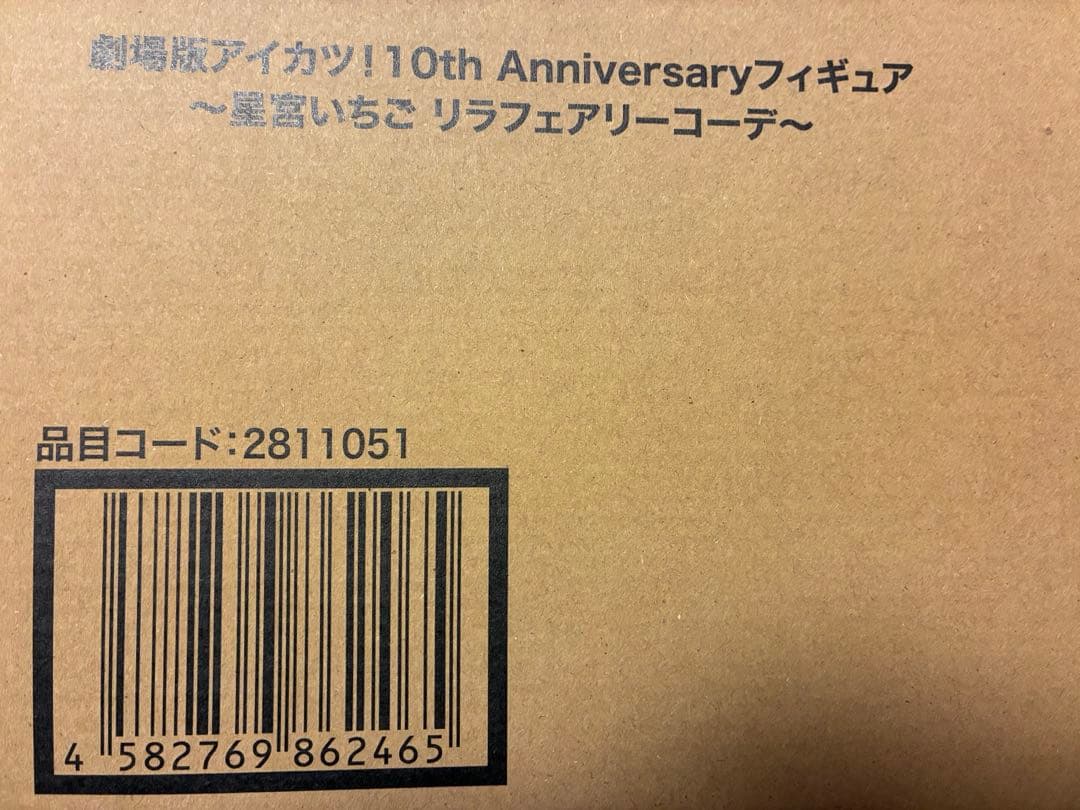 劇場版アイカツ！10th Anniversaryフィギュア
～星宮いちご リラフェアリーコーデ～
品目コード：2811051
4 582769 862465